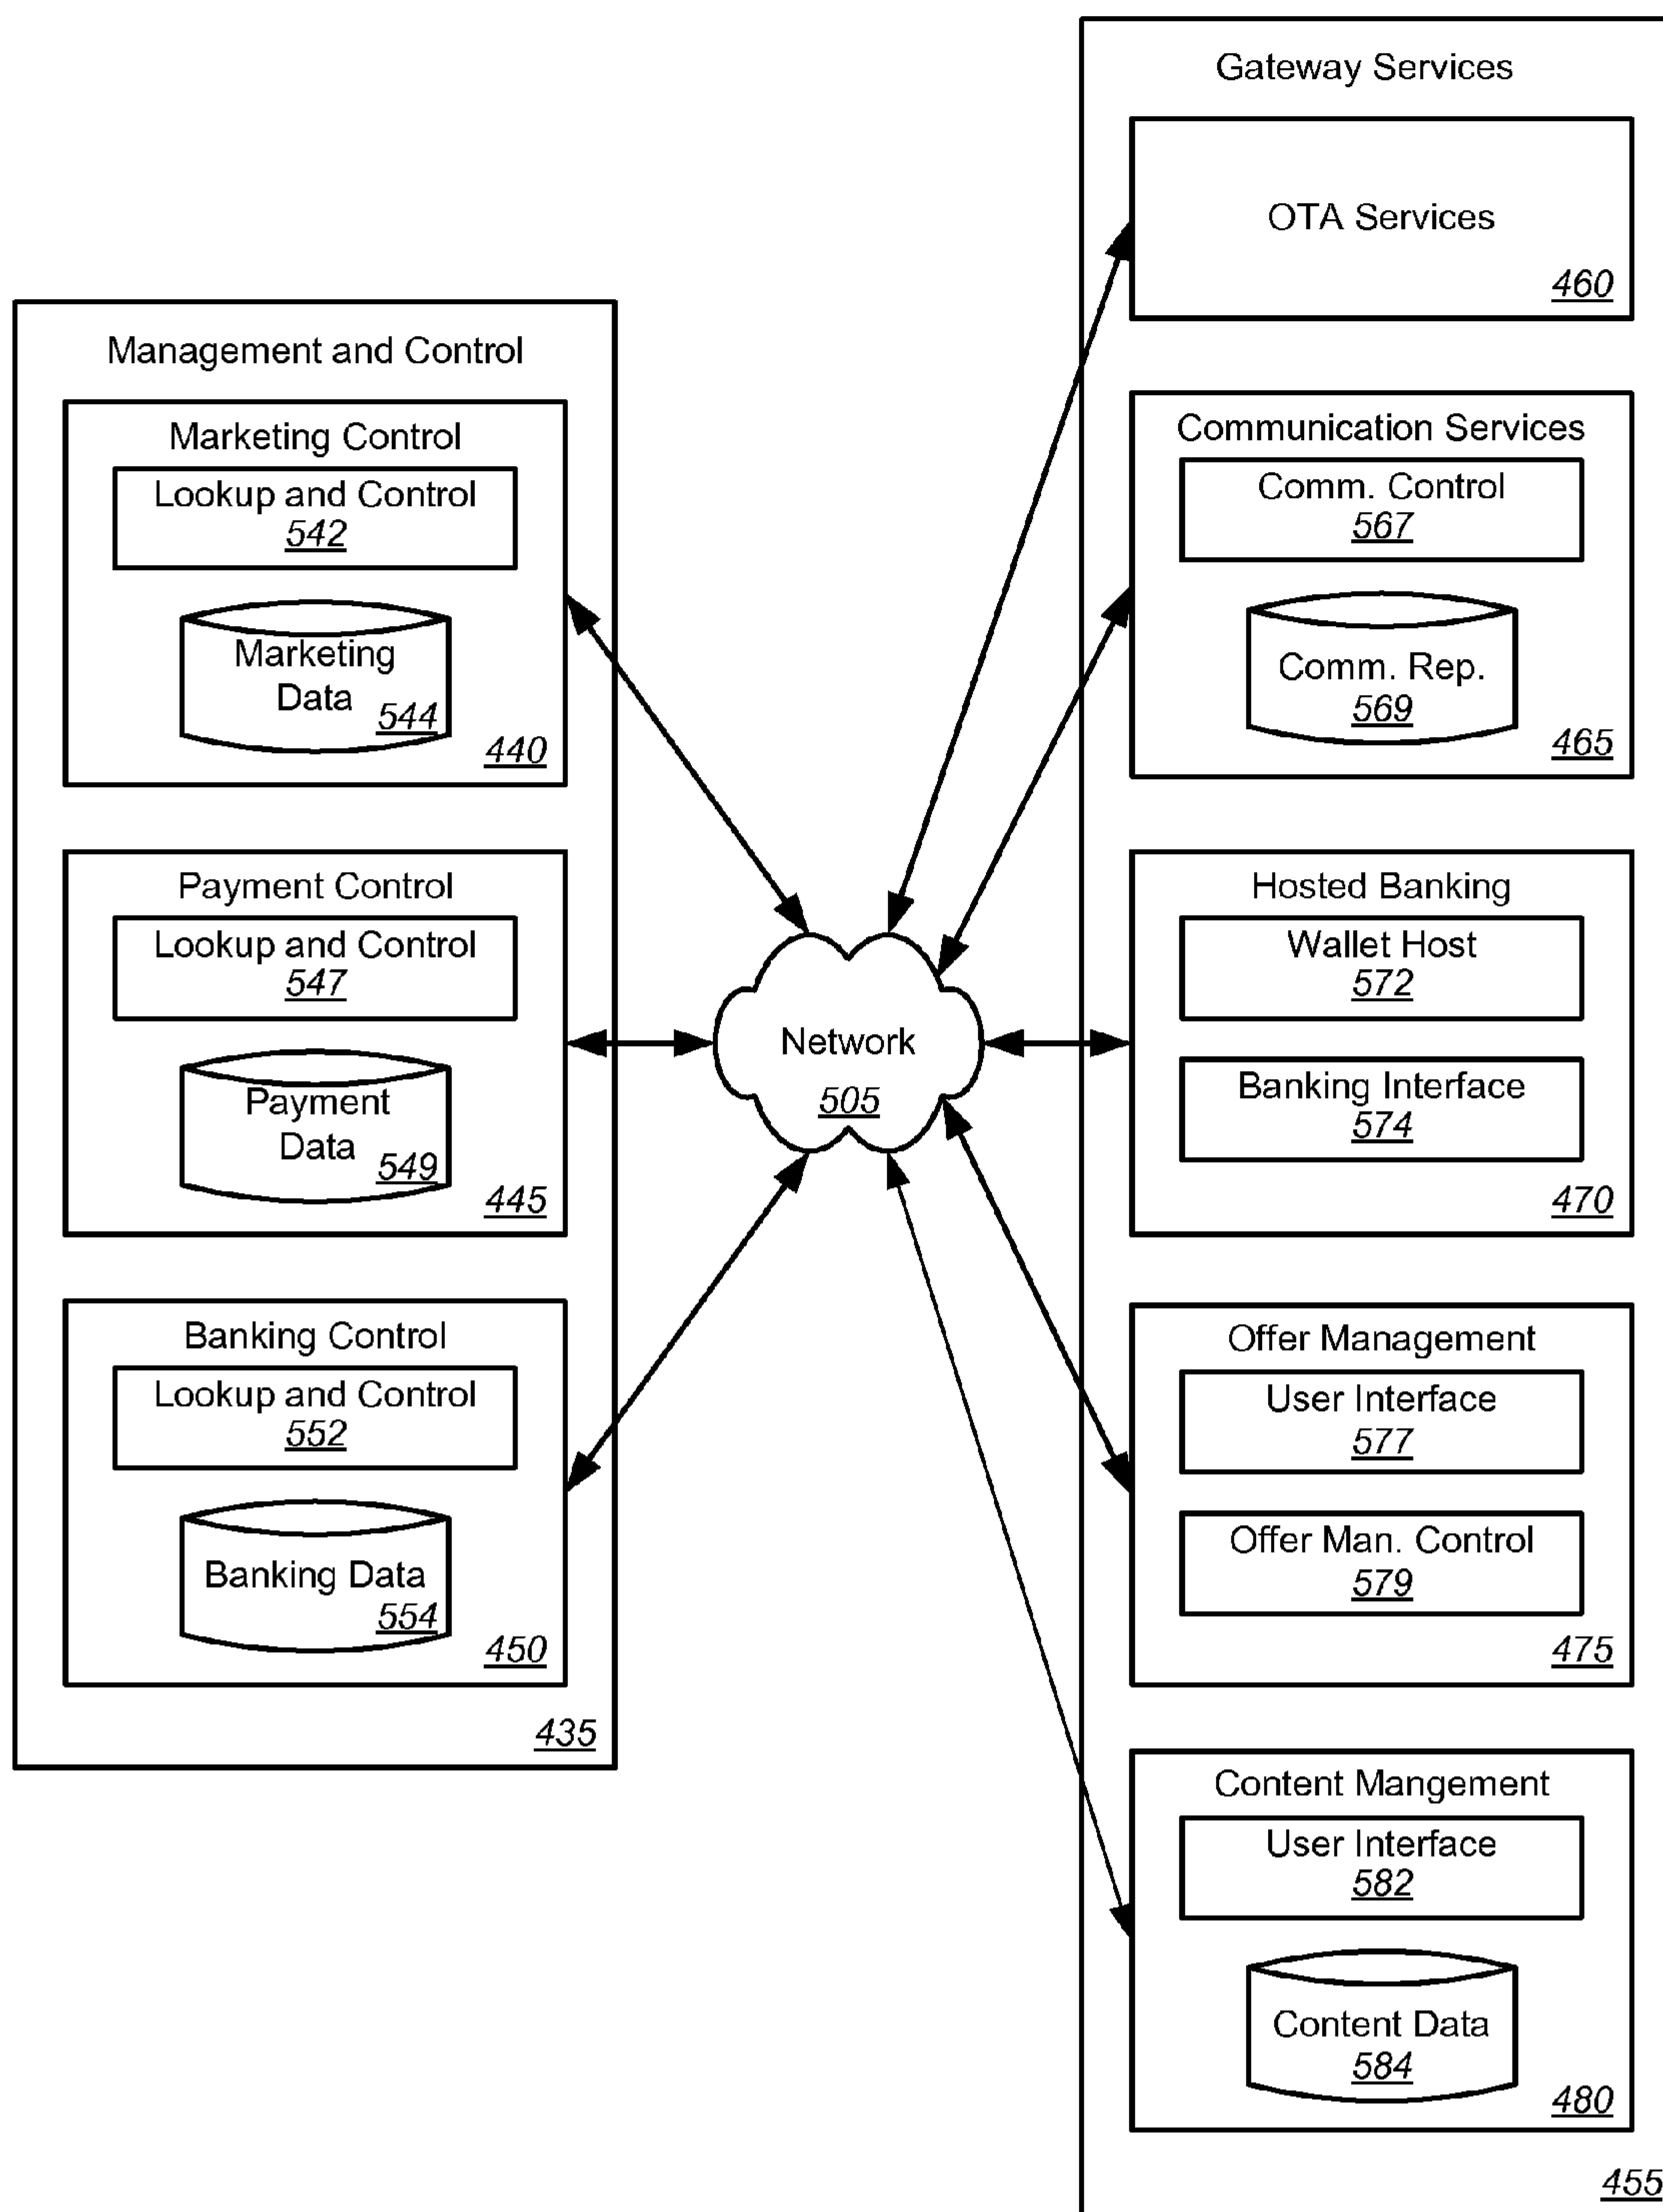 Management and Control
Marketing Control
Lookup and Control
542
Marketing
Data
544
440
Payment Control
Lookup and Control
547
Payment
Data
549
445
Banking Control
Lookup and Control
552
Banking Data
554
450
435
Network
505
Gateway Services
OTA Services
460
Communication Services
Comm. Control
567
Comm. Rep.
569
465
Hosted Banking
Wallet Host
572
Banking Interface
574
470
Offer Management
User Interface
577
Offer Man. Control
579
475
Content Mangement
User Interface
582
Content Data
584
480
455